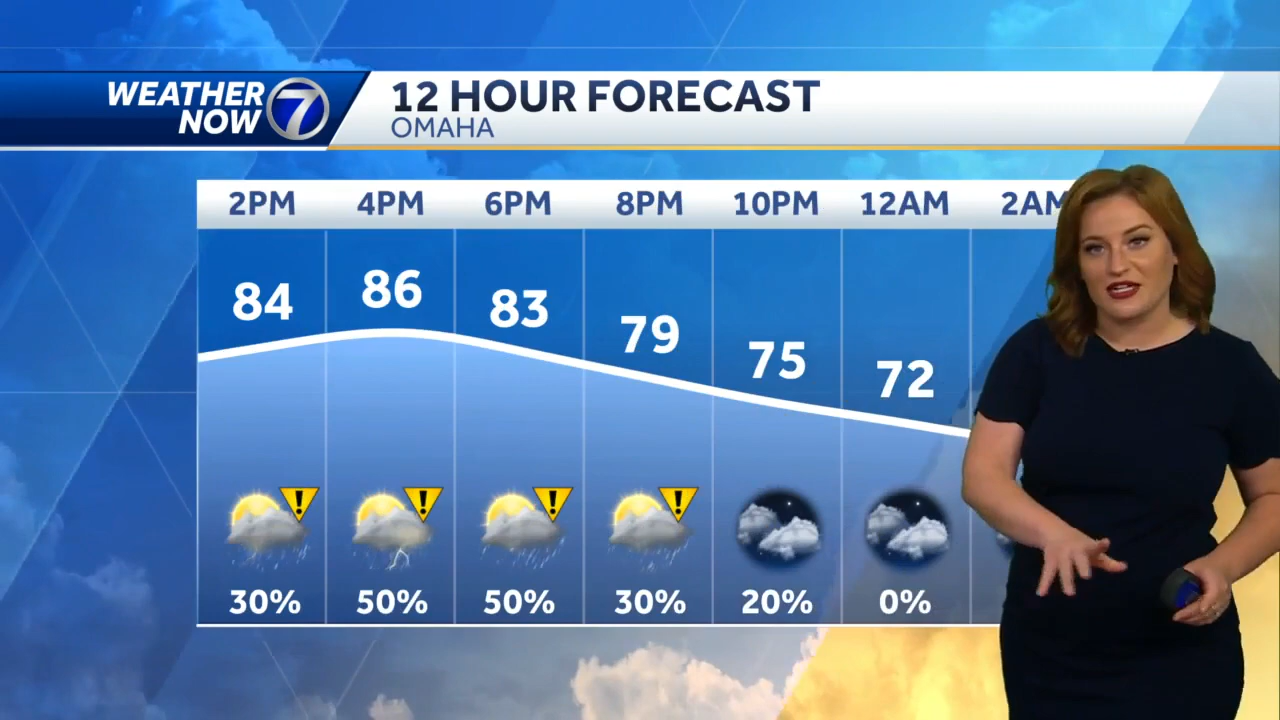 WEATHER
NOW 7
12 HOUR FORECAST
OMAHA
2PM 4PM 6PM 8PM 10PM 12AM 2AM
84 86 83 79 75 72
! ! ! !
30% 50% 50% 30% 20% 0%